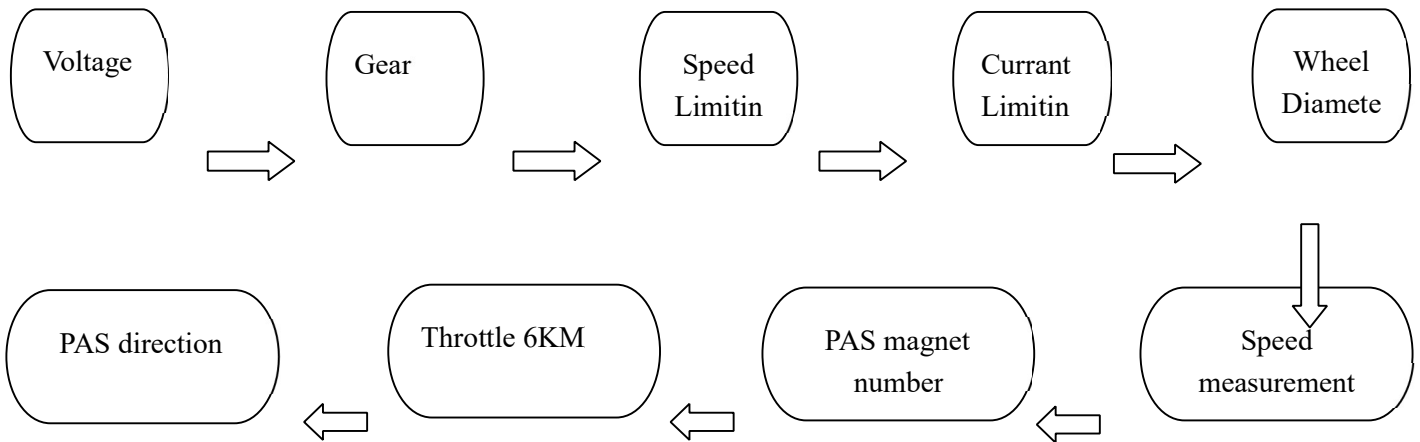 Voltage
Gear
Speed
Limitin
Currant
Limitin
Wheel
Diamete
Speed
measurement
PAS magnet
number
Throttle 6KM
PAS direction